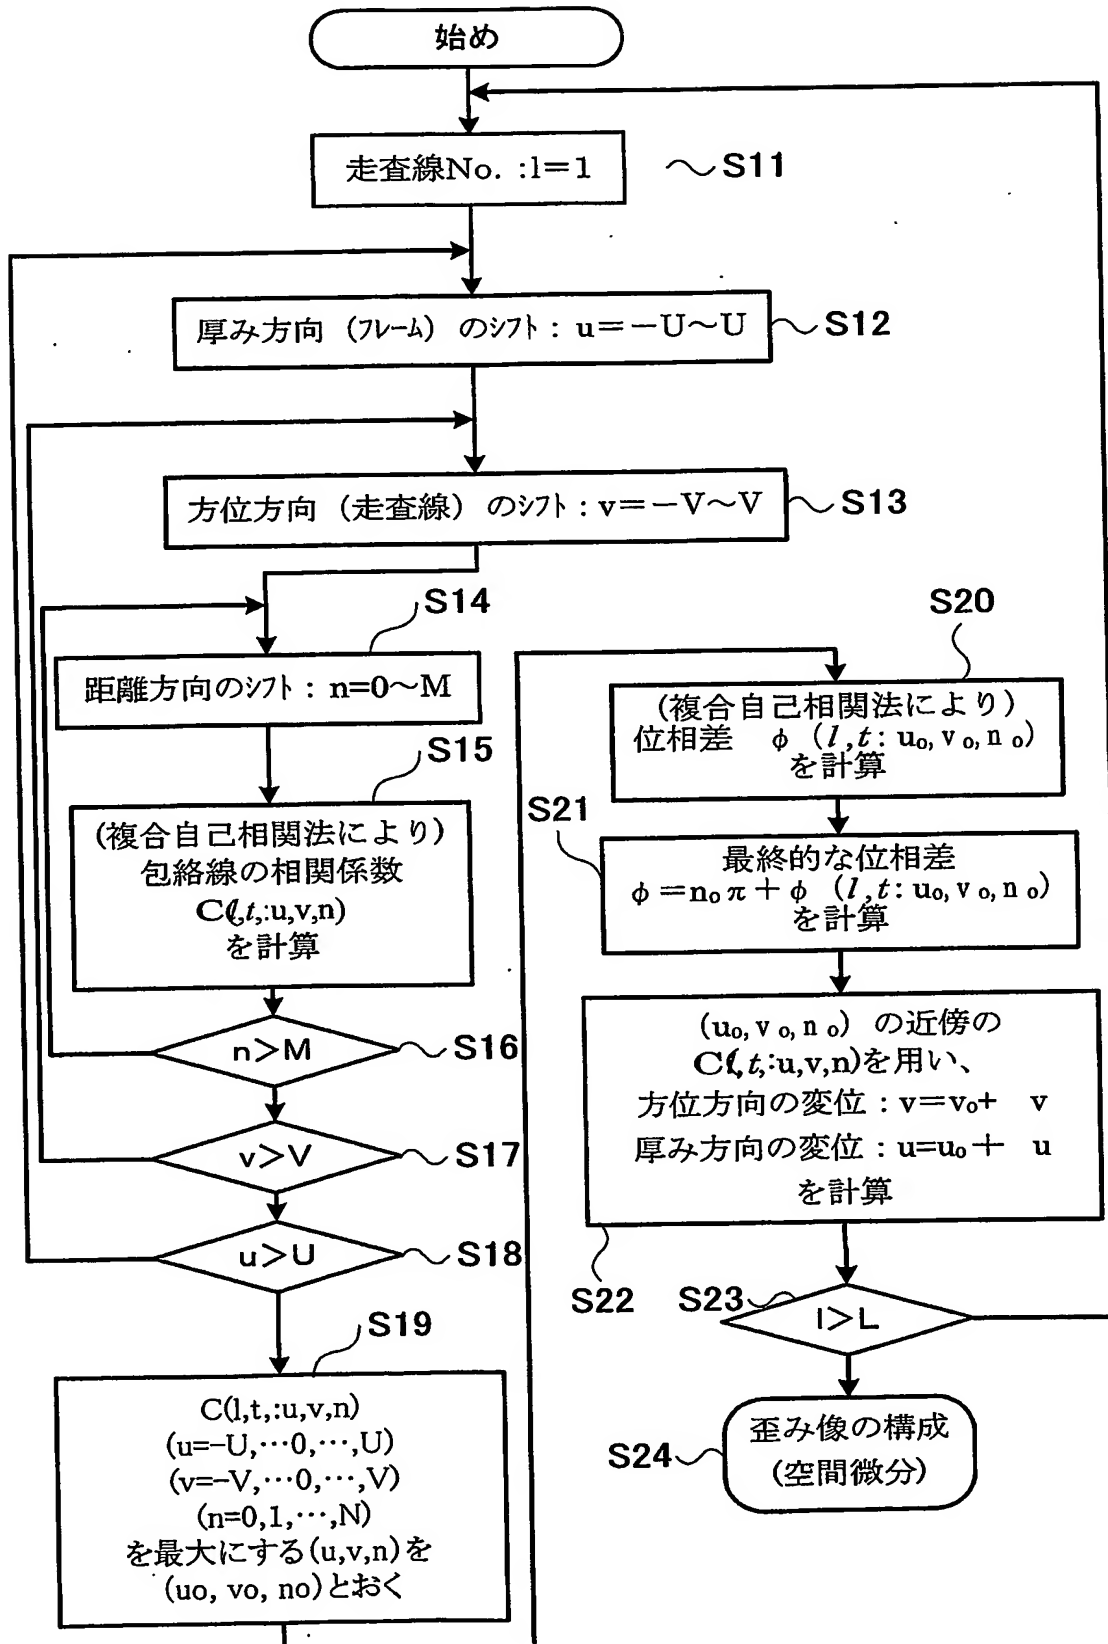 始め
走査線No. :l=1
~S11
厚み方向 (フレーム) のシフト: u=-U~U
~S12
方位方向 (走査線) のシフト: v=-V~V
~S13
S14
距離方向のシフト: n=0~M
S15
(複合自己相関法により)
包絡線の相関係数
C(l,t,:u,v,n)
を計算
n>M
~S16
v>V
~S17
u>U
~S18
S19
C(l,t,:u,v,n)
(u=-U,…0,…,U)
(v=-V,…0,…,V)
(n=0,1,…,N)
を最大にする(u,v,n)を
(uo, vo, no)とおく
S20
(複合自己相関法により)
位相差 φ (l,t: u₀,v₀,n₀)
を計算
S21
最終的な位相差
φ=n₀π+φ (l,t: u₀,v₀,n₀)
を計算
(u₀,v₀,n₀) の近傍の
C(l,t,:u,v,n)を用い、
方位方向の変位:v=v₀+ v
厚み方向の変位:u=u₀+ u
を計算
S22
S23
l>L
歪み像の構成
(空間微分)
S24~